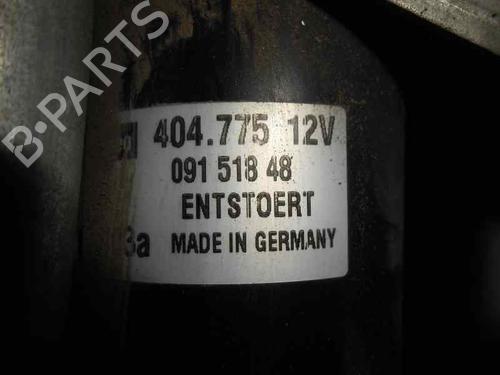 B-PARTS
404.775 12V
091 518 48
ENTSTOERT
3a MADE IN GERMANY